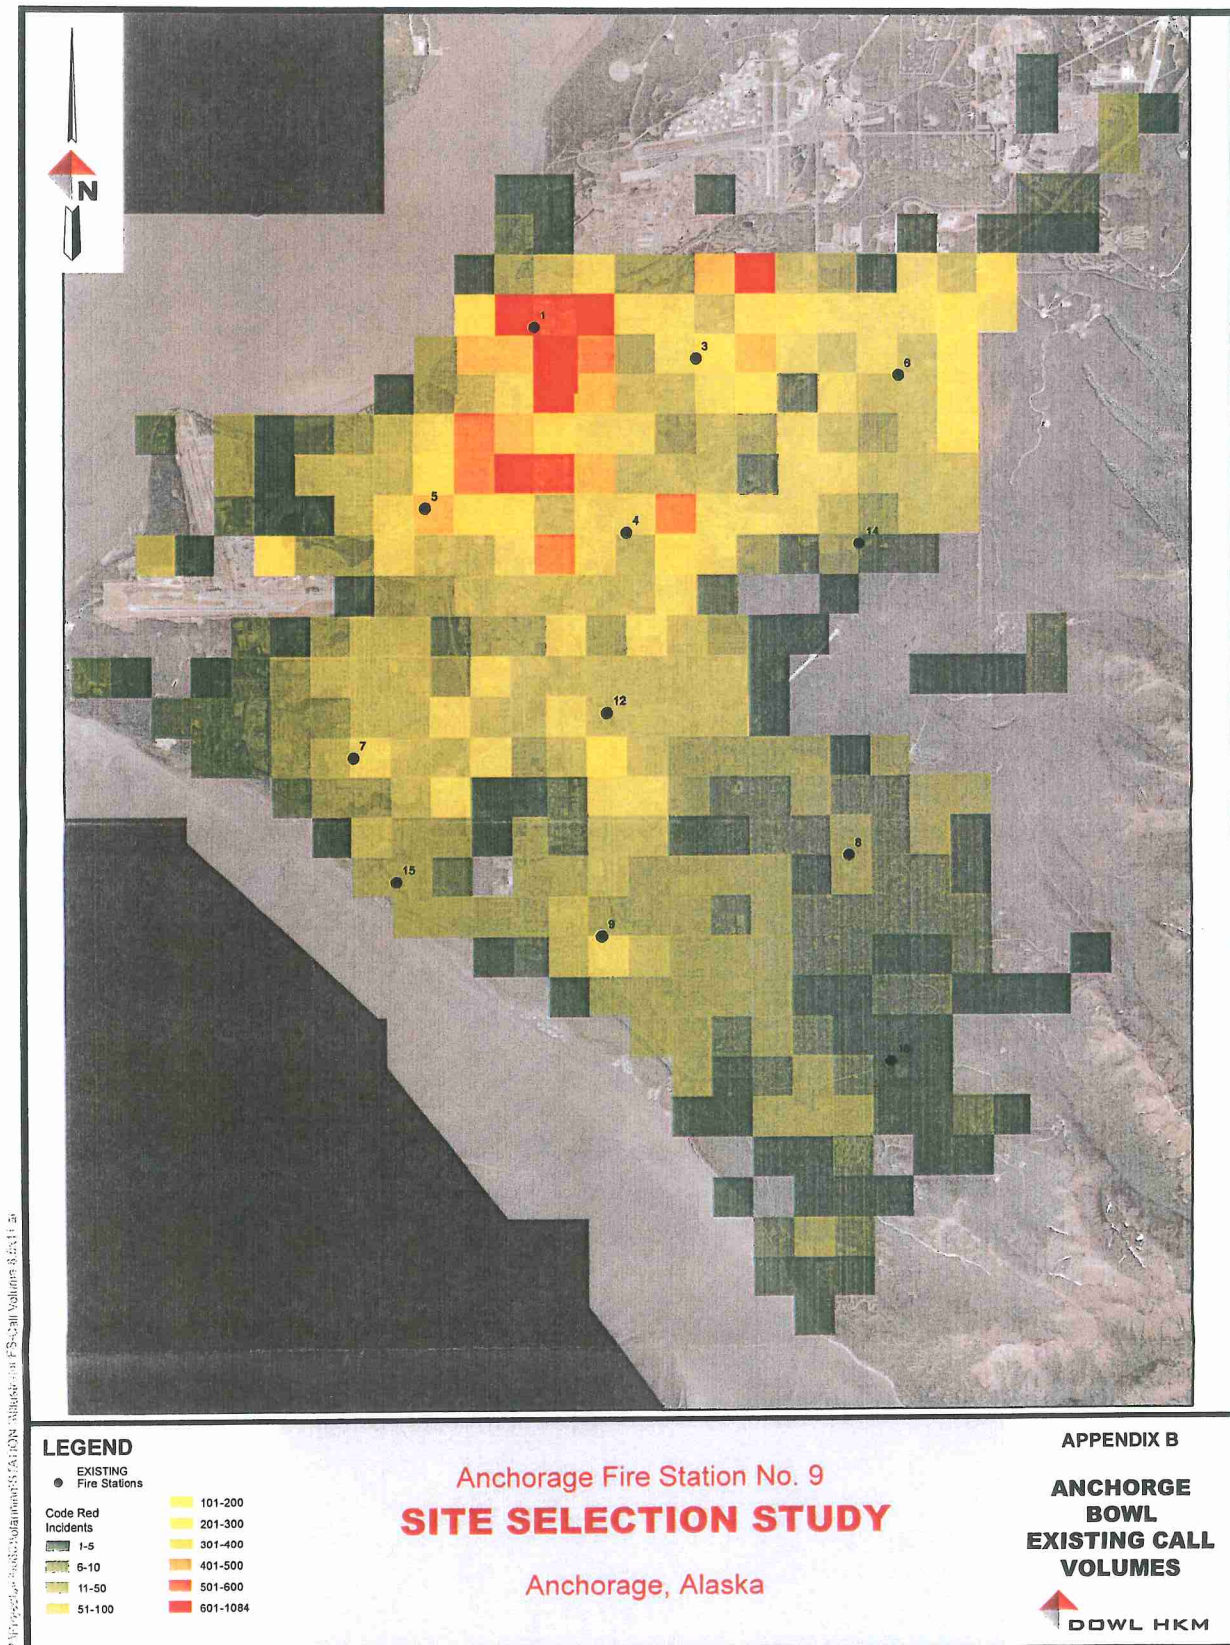 N
1
3
6
5
4
14
12
7
8
15
9
LEGEND
EXISTING
Fire Stations
Code Red
Incidents
1-5
6-10
11-50
51-100
101-200
201-300
301-400
401-500
501-600
601-1084
Anchorage Fire Station No. 9
SITE SELECTION STUDY
Anchorage, Alaska
APPENDIX B
ANCHORGE
BOWL
EXISTING CALL
VOLUMES
DOWL HKM